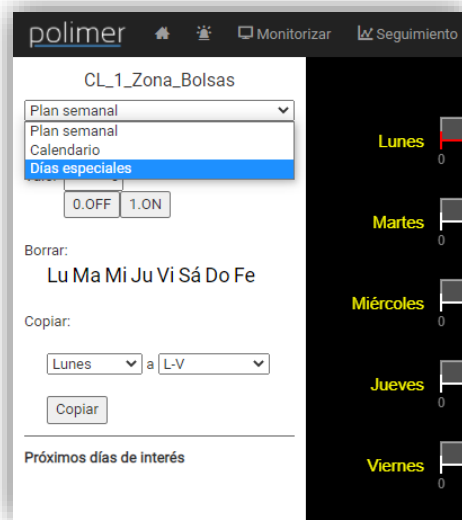 polimer Monitorizar Seguimiento
CL_1_Zona_Bolsas
Plan semanal
Plan semanal
Calendario
Días especiales
0.OFF 1.ON
Borrar:
Lu Ma Mi Ju Vi Sá Do Fe
Copiar:
Lunes a L-V
Copiar
Próximos días de interés
Lunes
0
Martes
0
Miércoles
0
Jueves
0
Viernes
0